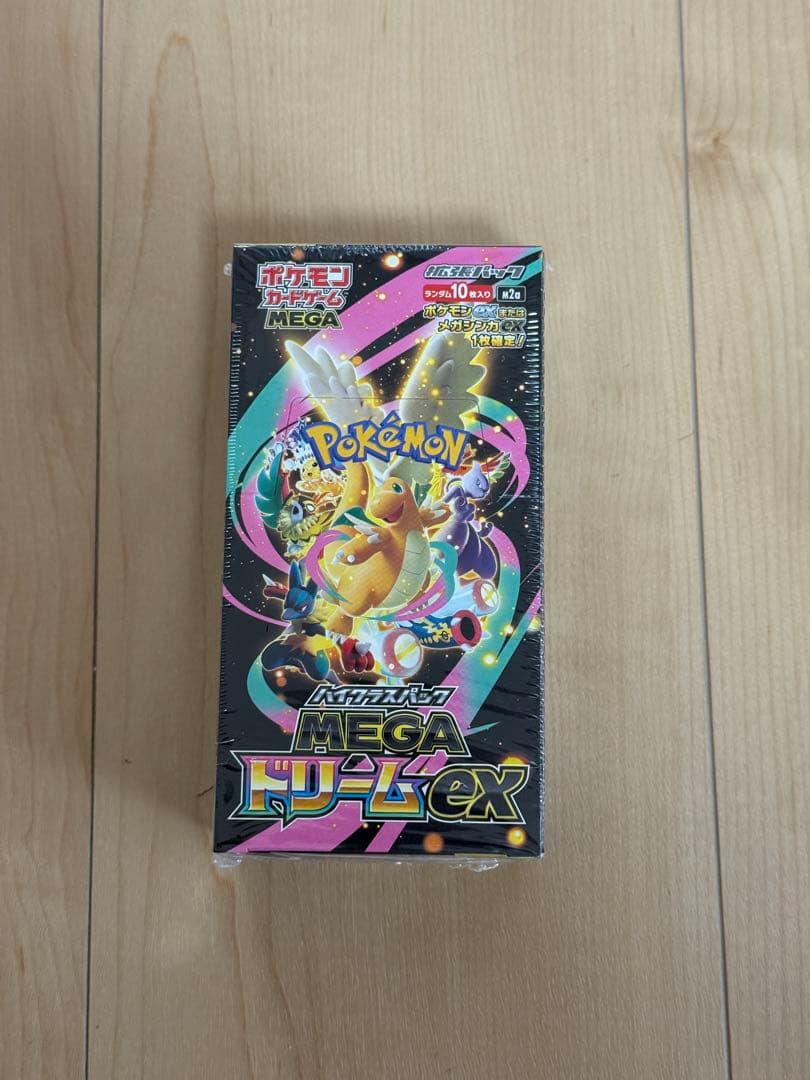 ポケモン
カードゲーム
MEGA
拡張パック
ランダム10枚入り
M2a
ポケモンexまたは
メガシンカex
1枚確定!
POKÉMON
ハイクラスパック
MEGA
ドリームex